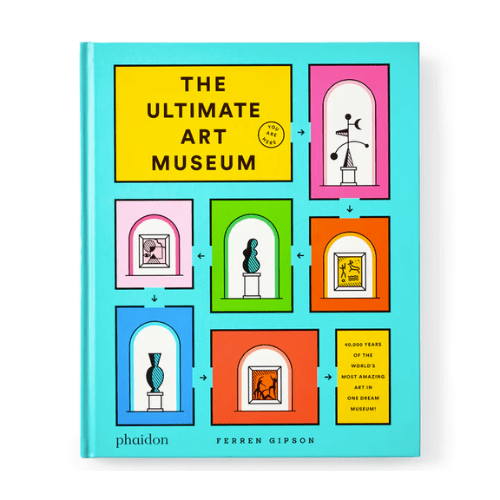 THE
ULTIMATE
ART
MUSEUM
YOU
ARE
HERE
40,000 YEARS
OF THE
WORLD'S
MOST AMAZING
ART IN
ONE DREAM
MUSEUM!
phaidon
FERREN GIPSON